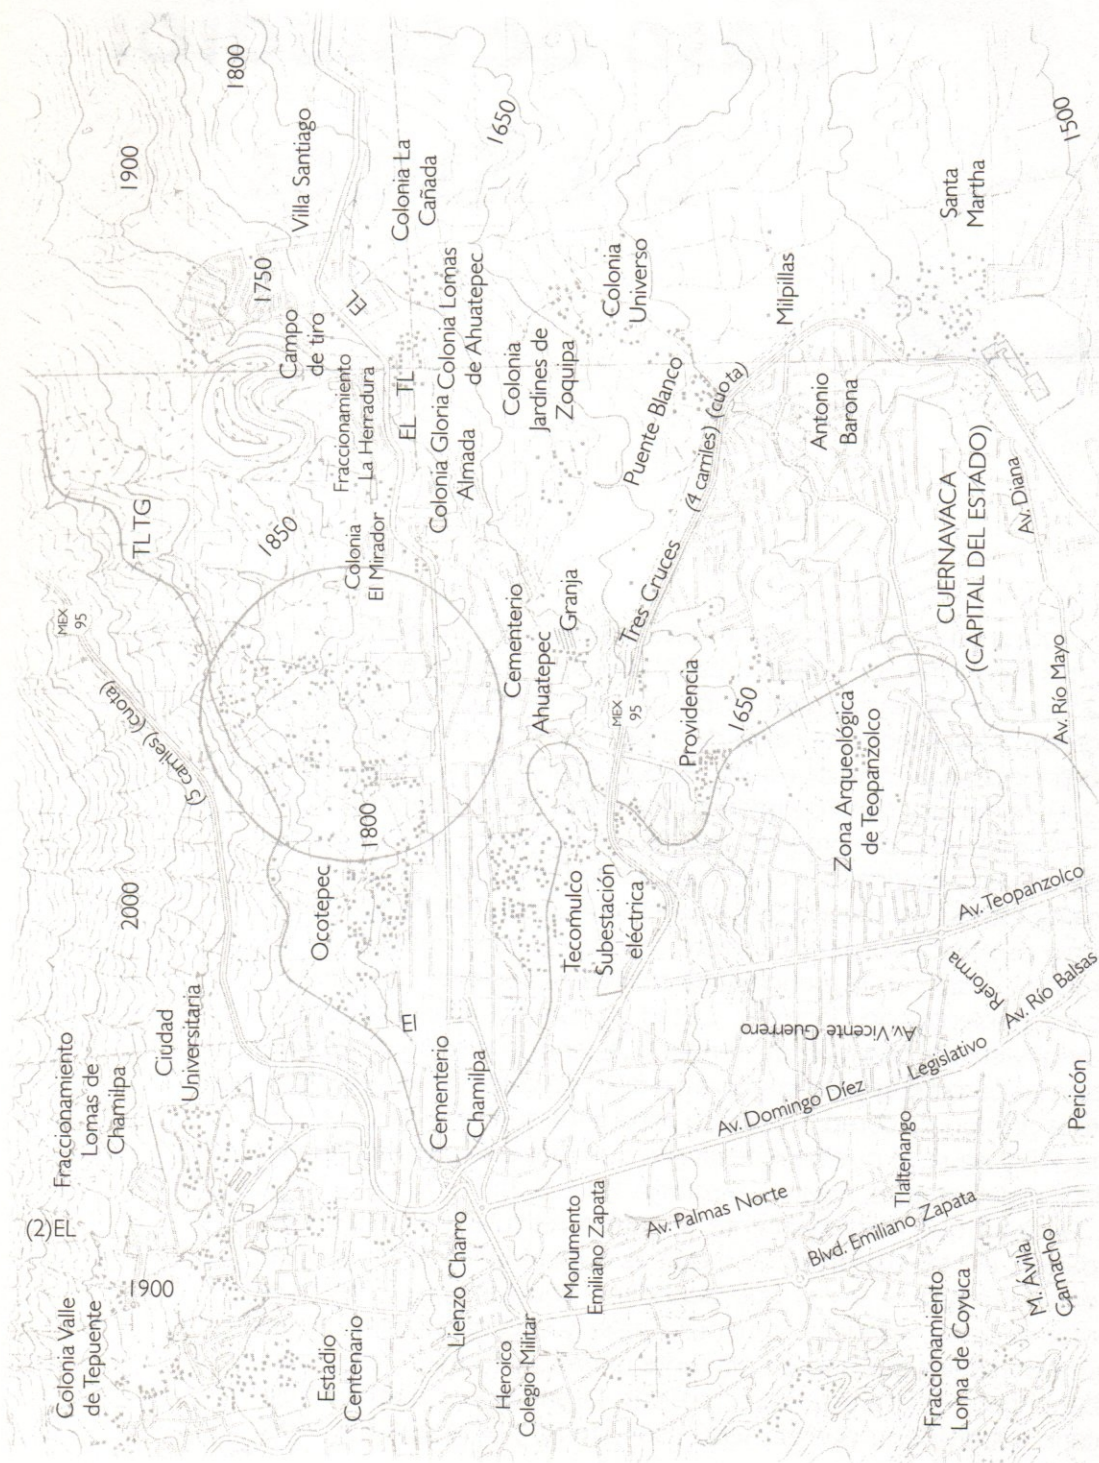 Colonia Valle
de Tepuente
(2)EL
Fraccionamiento
Lomas de
Chamilpa
MEX
95
1900
2000
TL TG
1900
Ciudad
Universitaria
(5 carriles) (cuota)
1800
1850
1750
Campo
de tiro
Villa Santiago
Estadio
Centenario
Ocotepec
1800
Colonia
El Mirador
Fraccionamiento
La Herradura
EL
EL
EL
TL
Colonia La
Cañada
Lienzo Charro
Cementerio
Chamilpa
Colonia Gloria
Almada
Colonia Lomas
de Ahuatepec
1650
Heroico
Colegio Militar
Cementerio
Ahuatepec
Granja
Colonia
Jardines de
Zoquipa
Monumento
Emiliano Zapata
Tecomulco
Subestación
eléctrica
MEX
95
Tres Cruces
(4 carriles) (cuota)
Puente Blanco
Colonia
Universo
Av. Palmas Norte
Av. Domingo Díez
Av. Vicente Guerrero
Providencia
1650
Milpillas
Antonio
Barona
Zona Arqueológica
de Teopanzolco
Blvd. Emiliano Zapata
Tlaltenango
Legislativo
Reforma
Av. Teopanzolco
CUERNAVACA
(CAPITAL DEL ESTADO)
Santa
Martha
Fraccionamiento
Loma de Coyuca
M. Ávila
Camacho
Pericón
Av. Río Balsas
Av. Río Mayo
Av. Diana
1500